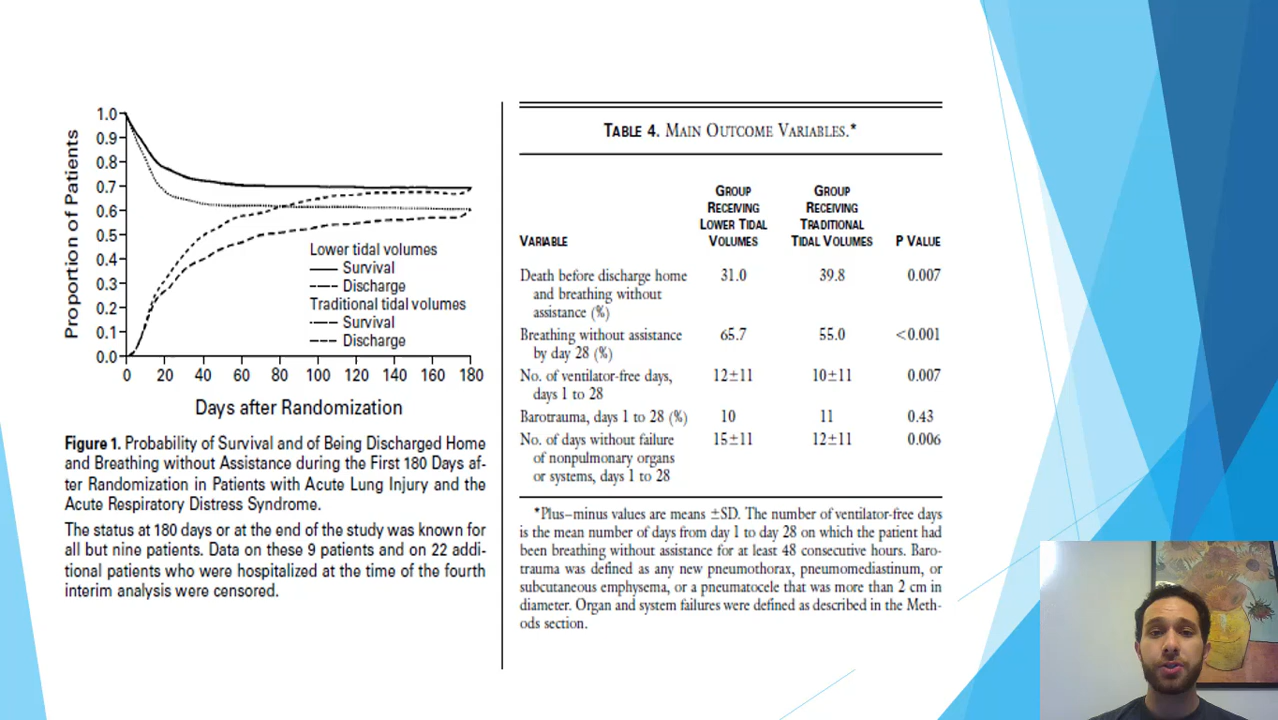 1.0
0.9
0.8
0.7
0.6
0.5
0.4
0.3
0.2
0.1
0.0
Proportion of Patients
Lower tidal volumes
Survival
Discharge
Traditional tidal volumes
Survival
Discharge
0 20 40 60 80 100 120 140 160 180
Days after Randomization
Figure 1. Probability of Survival and of Being Discharged Home
and Breathing without Assistance during the First 180 Days af-
ter Randomization in Patients with Acute Lung Injury and the
Acute Respiratory Distress Syndrome.
The status at 180 days or at the end of the study was known for
all but nine patients. Data on these 9 patients and on 22 addi-
tional patients who were hospitalized at the time of the fourth
interim analysis were censored.
TABLE 4. MAIN OUTCOME VARIABLES.*
VARIABLE
GROUP
RECEIVING
LOWER TIDAL
VOLUMES
GROUP
RECEIVING
TRADITIONAL
TIDAL VOLUMES
P VALUE
Death before discharge home 31.0 39.8 0.007
and breathing without
assistance (%)
Breathing without assistance 65.7 55.0 <0.001
by day 28 (%)
No. of ventilator-free days, 12±11 10±11 0.007
days 1 to 28
Barotrauma, days 1 to 28 (%) 10 11 0.43
No. of days without failure 15±11 12±11 0.006
of nonpulmonary organs
or systems, days 1 to 28
*Plus–minus values are means ±SD. The number of ventilator-free days
is the mean number of days from day 1 to day 28 on which the patient had
been breathing without assistance for at least 48 consecutive hours. Baro-
trauma was defined as any new pneumothorax, pneumomediastinum, or
subcutaneous emphysema, or a pneumatocele that was more than 2 cm in
diameter. Organ and system failures were defined as described in the Meth-
ods section.